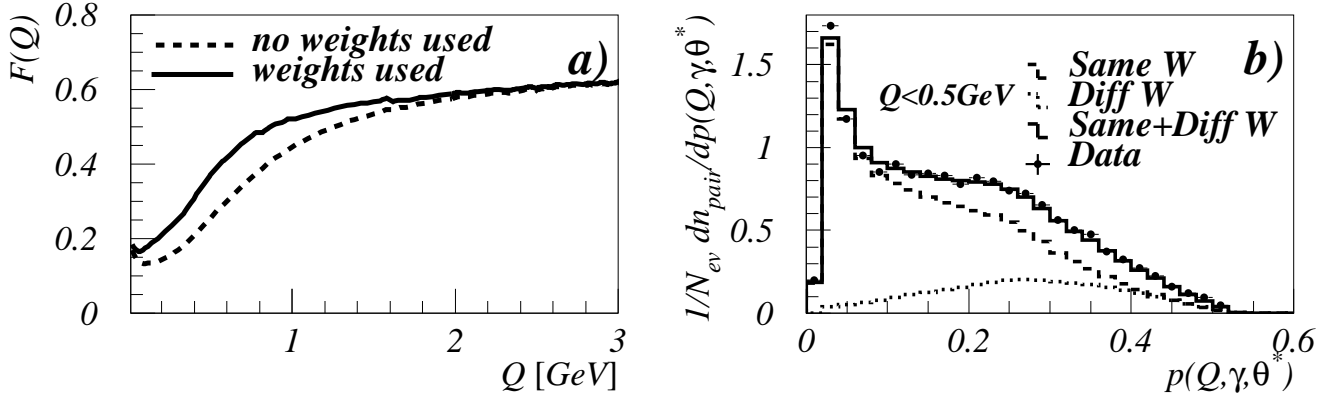 F(Q)
0.8
0.6
0.4
0.2
0
no weights used
weights used
a)
1
2
3
Q [GeV]
1/N_ev dn_pair/dp(Q,γ,θ*)
1.5
1
0.5
0
b)
Q<0.5GeV
Same W
Diff W
Same+Diff W
Data
0
0.2
0.4
0.6
p(Q,γ,θ*)